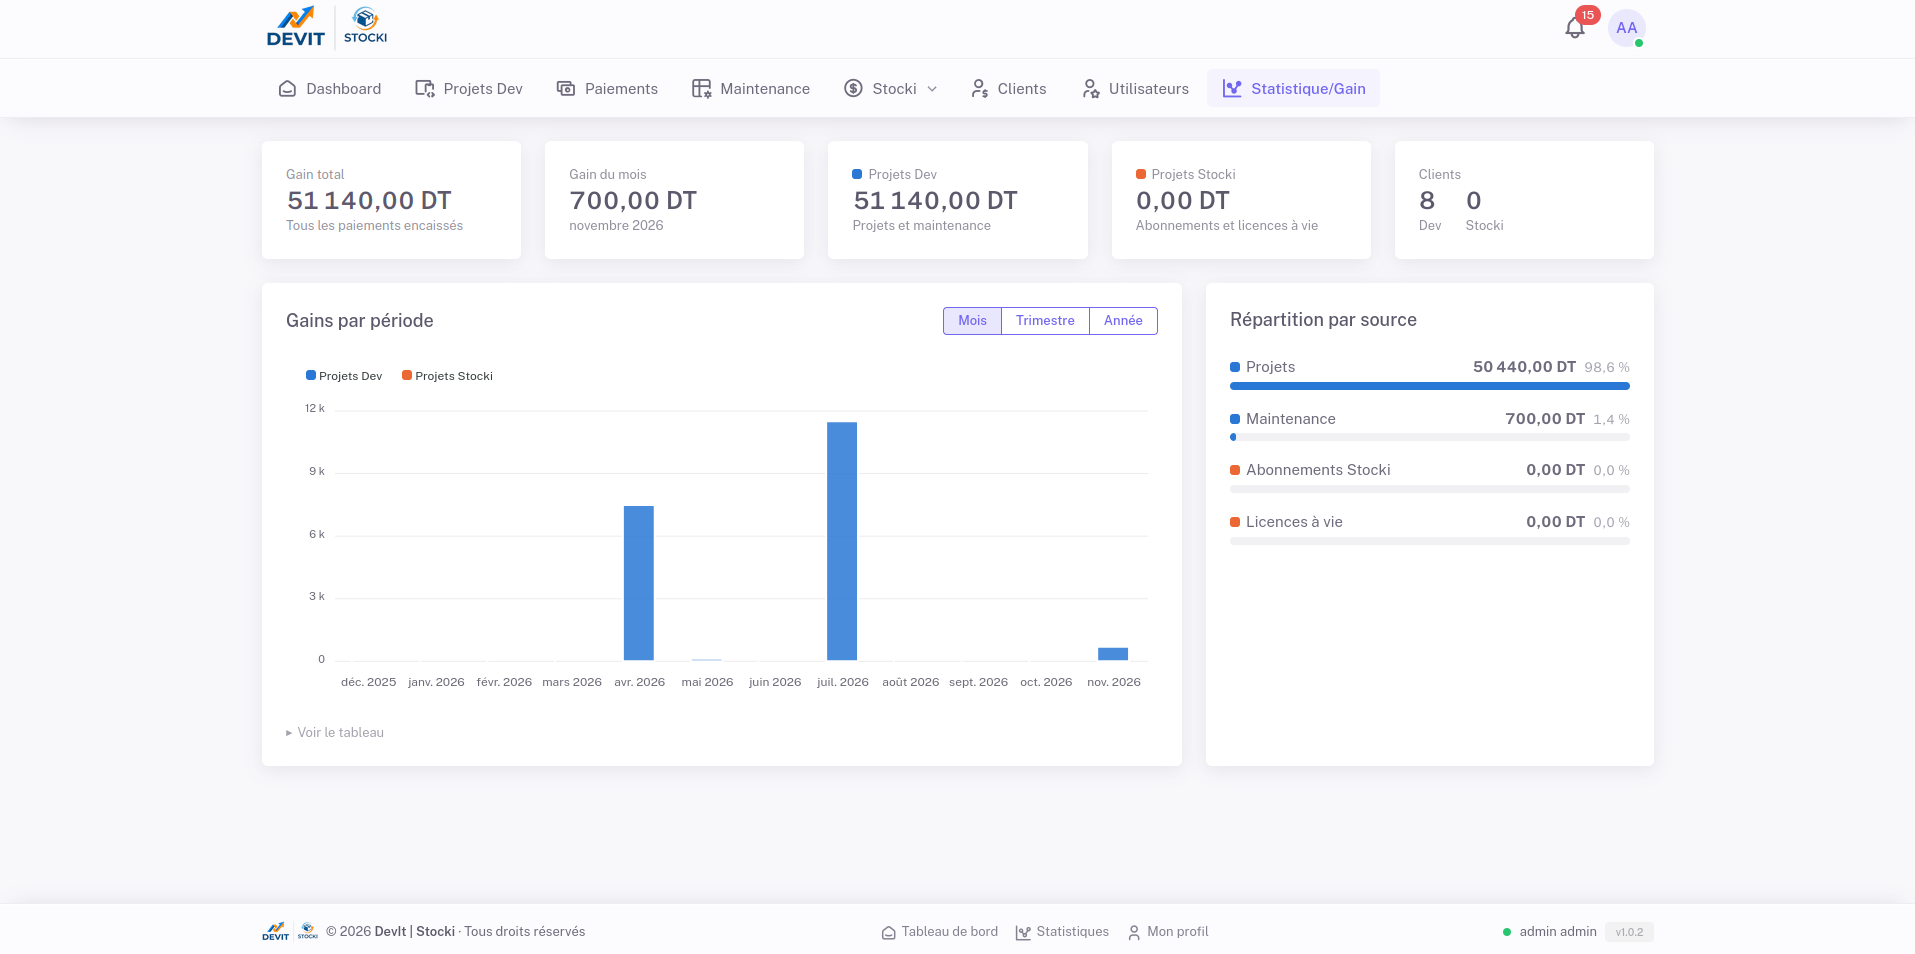 DEVIT
STOCKI
15
AA
Dashboard
Projets Dev
Paiements
Maintenance
Stocki
Clients
Utilisateurs
Statistique/Gain
Gain total
51 140,00 DT
Tous les paiements encaissés
Gain du mois
700,00 DT
novembre 2026
Projets Dev
51 140,00 DT
Projets et maintenance
Projets Stocki
0,00 DT
Abonnements et licences à vie
Clients
8 0
Dev Stocki
Gains par période
Mois Trimestre Année
Projets Dev Projets Stocki
12 k
9 k
6 k
3 k
0
déc. 2025 janv. 2026 févr. 2026 mars 2026 avr. 2026 mai 2026 juin 2026 juil. 2026 août 2026 sept. 2026 oct. 2026 nov. 2026
Voir le tableau
Répartition par source
Projets 50 440,00 DT 98,6 %
Maintenance 700,00 DT 1,4 %
Abonnements Stocki 0,00 DT 0,0 %
Licences à vie 0,00 DT 0,0 %
DEVIT STOCKI © 2026 DevIt | Stocki · Tous droits réservés
Tableau de bord Statistiques Mon profil
admin admin v1.0.2